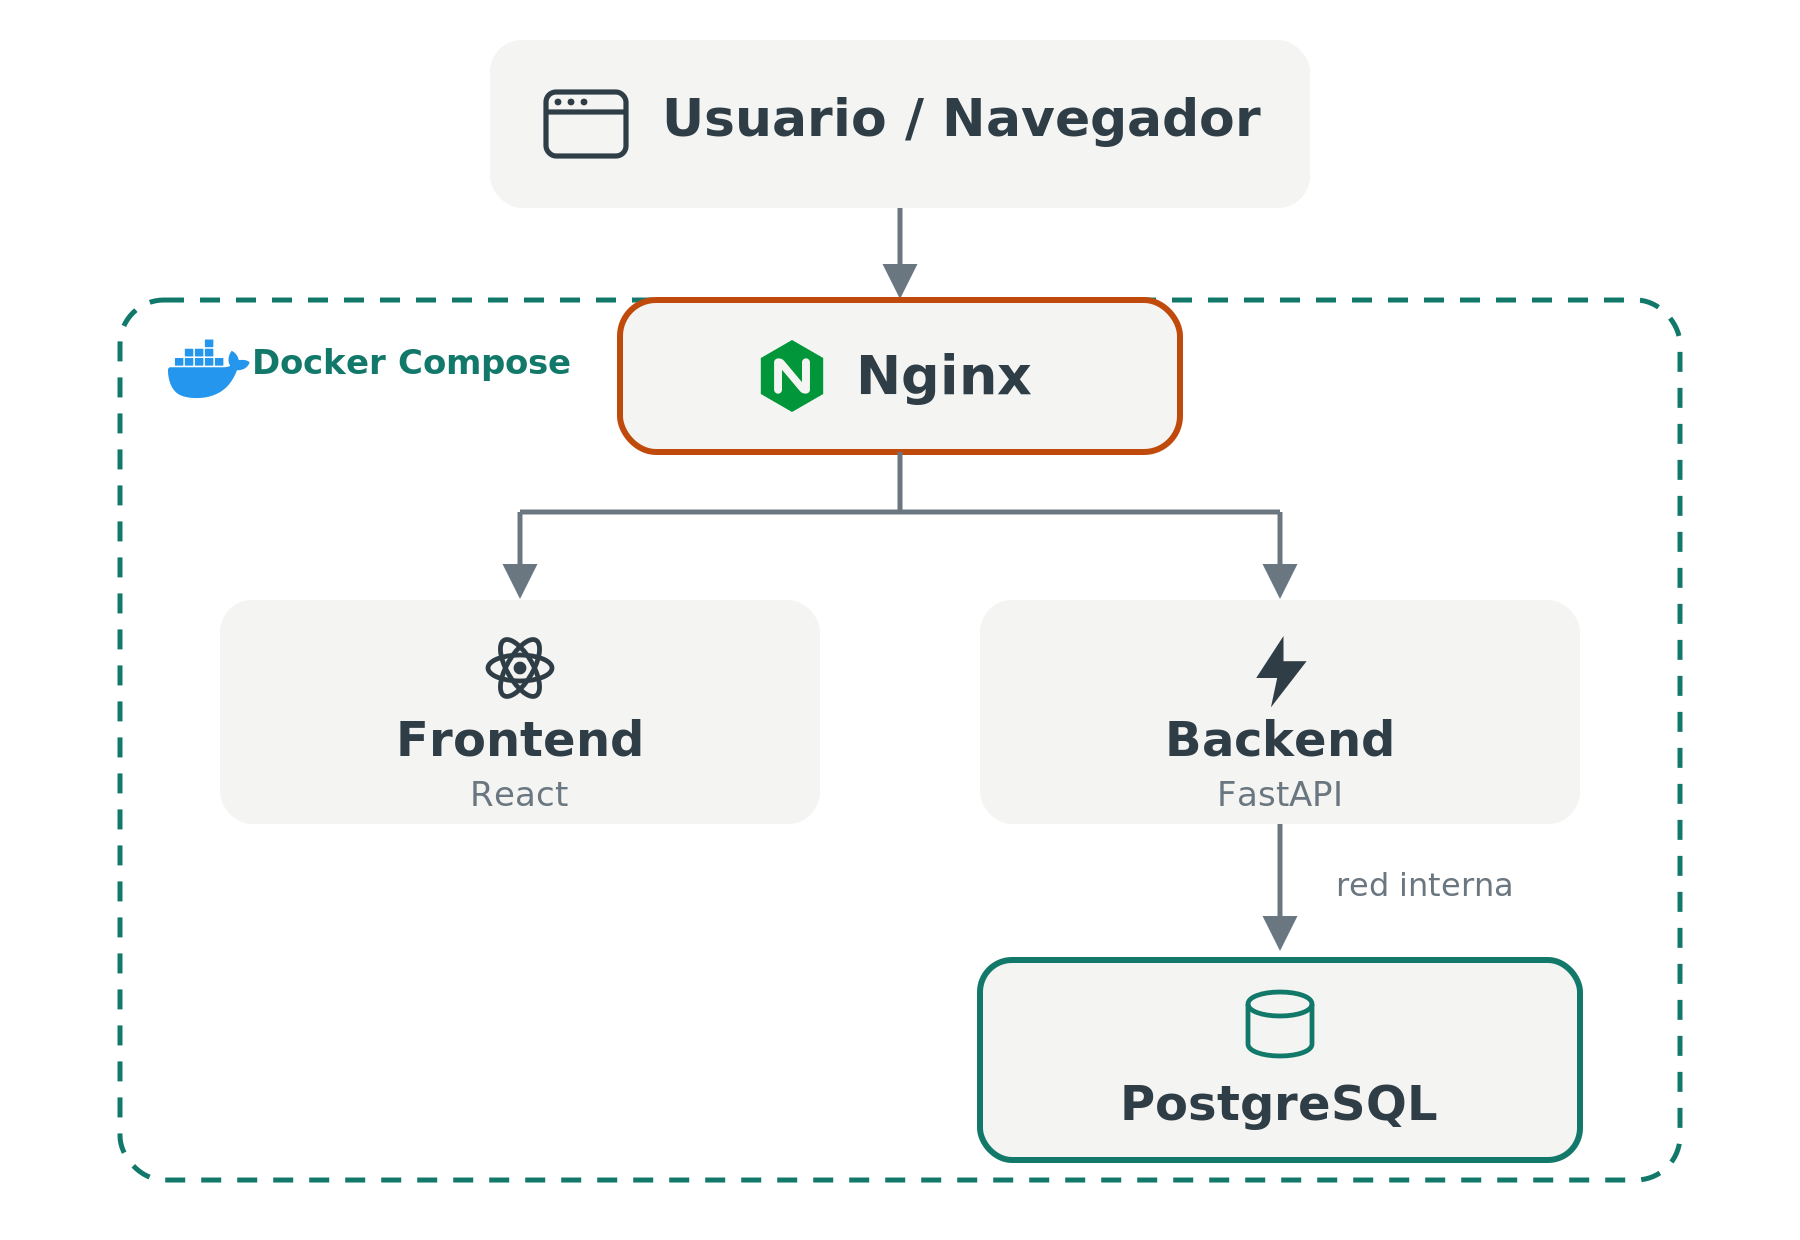 Usuario / Navegador
Docker Compose
Nginx
Frontend
React
Backend
FastAPI
red interna
PostgreSQL